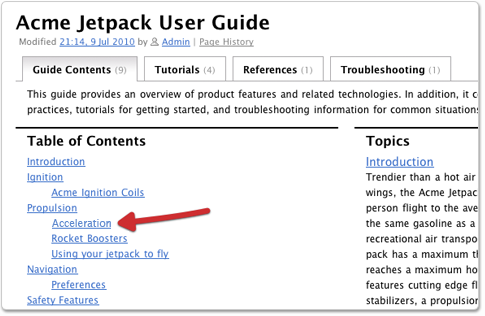 Acme Jetpack User Guide
Modified 21:14, 9 Jul 2010 by Admin | Page History
Guide Contents (9)
Tutorials (4)
References (1)
Troubleshooting (1)
This guide provides an overview of product features and related technologies. In addition, it co
practices, tutorials for getting started, and troubleshooting information for common situations
Table of Contents
Introduction
Ignition
Acme Ignition Coils
Propulsion
Acceleration
Rocket Boosters
Using your jetpack to fly
Navigation
Preferences
Safety Features
Topics
Introduction
Trendier than a hot air
wings, the Acme Jetpac
person flight to the ave
the same gasoline as a
recreational air transpo
pack has a maximum th
reaches a maximum ho
features cutting edge fl
stabilizers, a propulsion